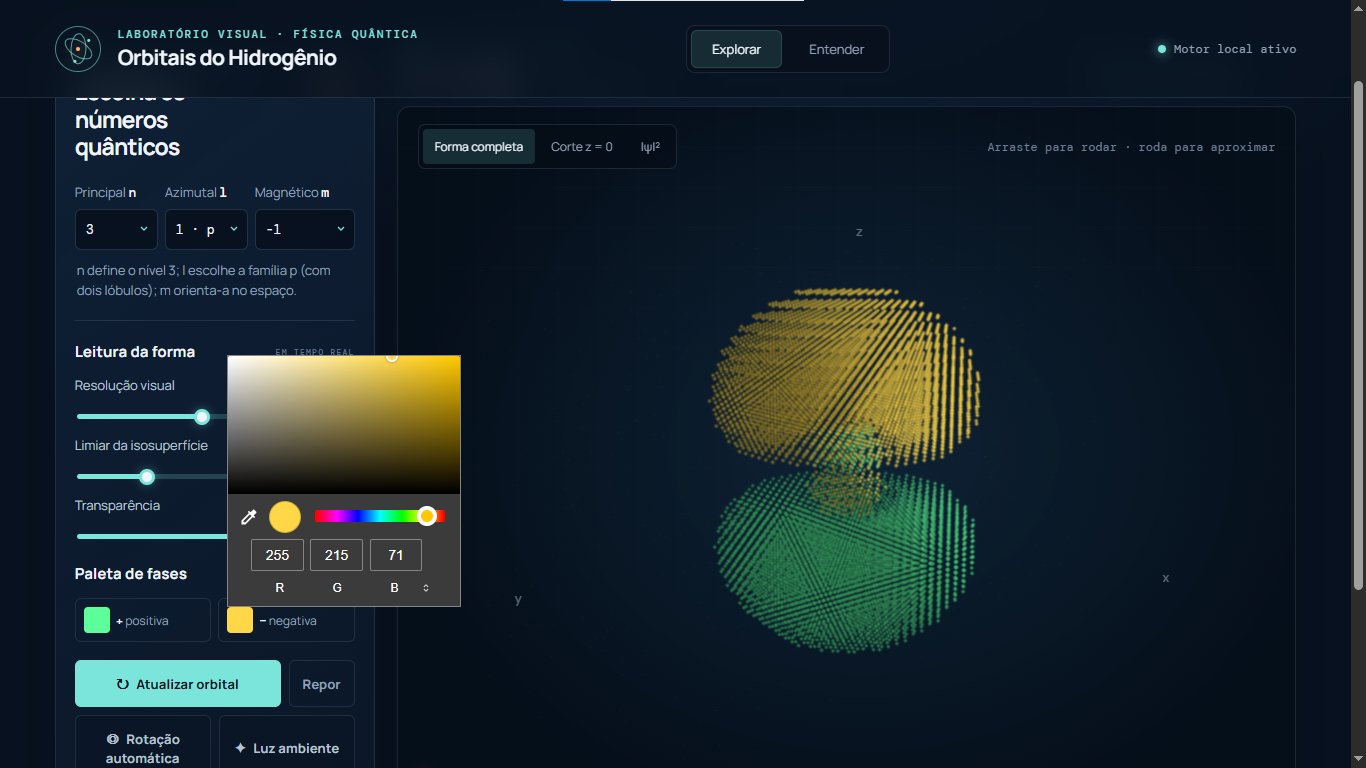 LABORATÓRIO VISUAL · FÍSICA QUÂNTICA
Orbitais do Hidrogênio
Explorar
Entender
Motor local ativo
Escolha os
números
quânticos
Principal n
Azimutal l
Magnético m
3
1 · p
-1
n define o nível 3; l escolhe a família p (com
dois lóbulos); m orienta-a no espaço.
Leitura da forma
EM TEMPO REAL
Resolução visual
Limiar da isosuperfície
Transparência
255
215
71
R
G
B
Paleta de fases
+ positiva
− negativa
↻ Atualizar orbital
Repor
Rotação
automática
✦ Luz ambiente
Forma completa
Corte z = 0
|ψ|²
Arraste para rodar · roda para aproximar
z
y
x